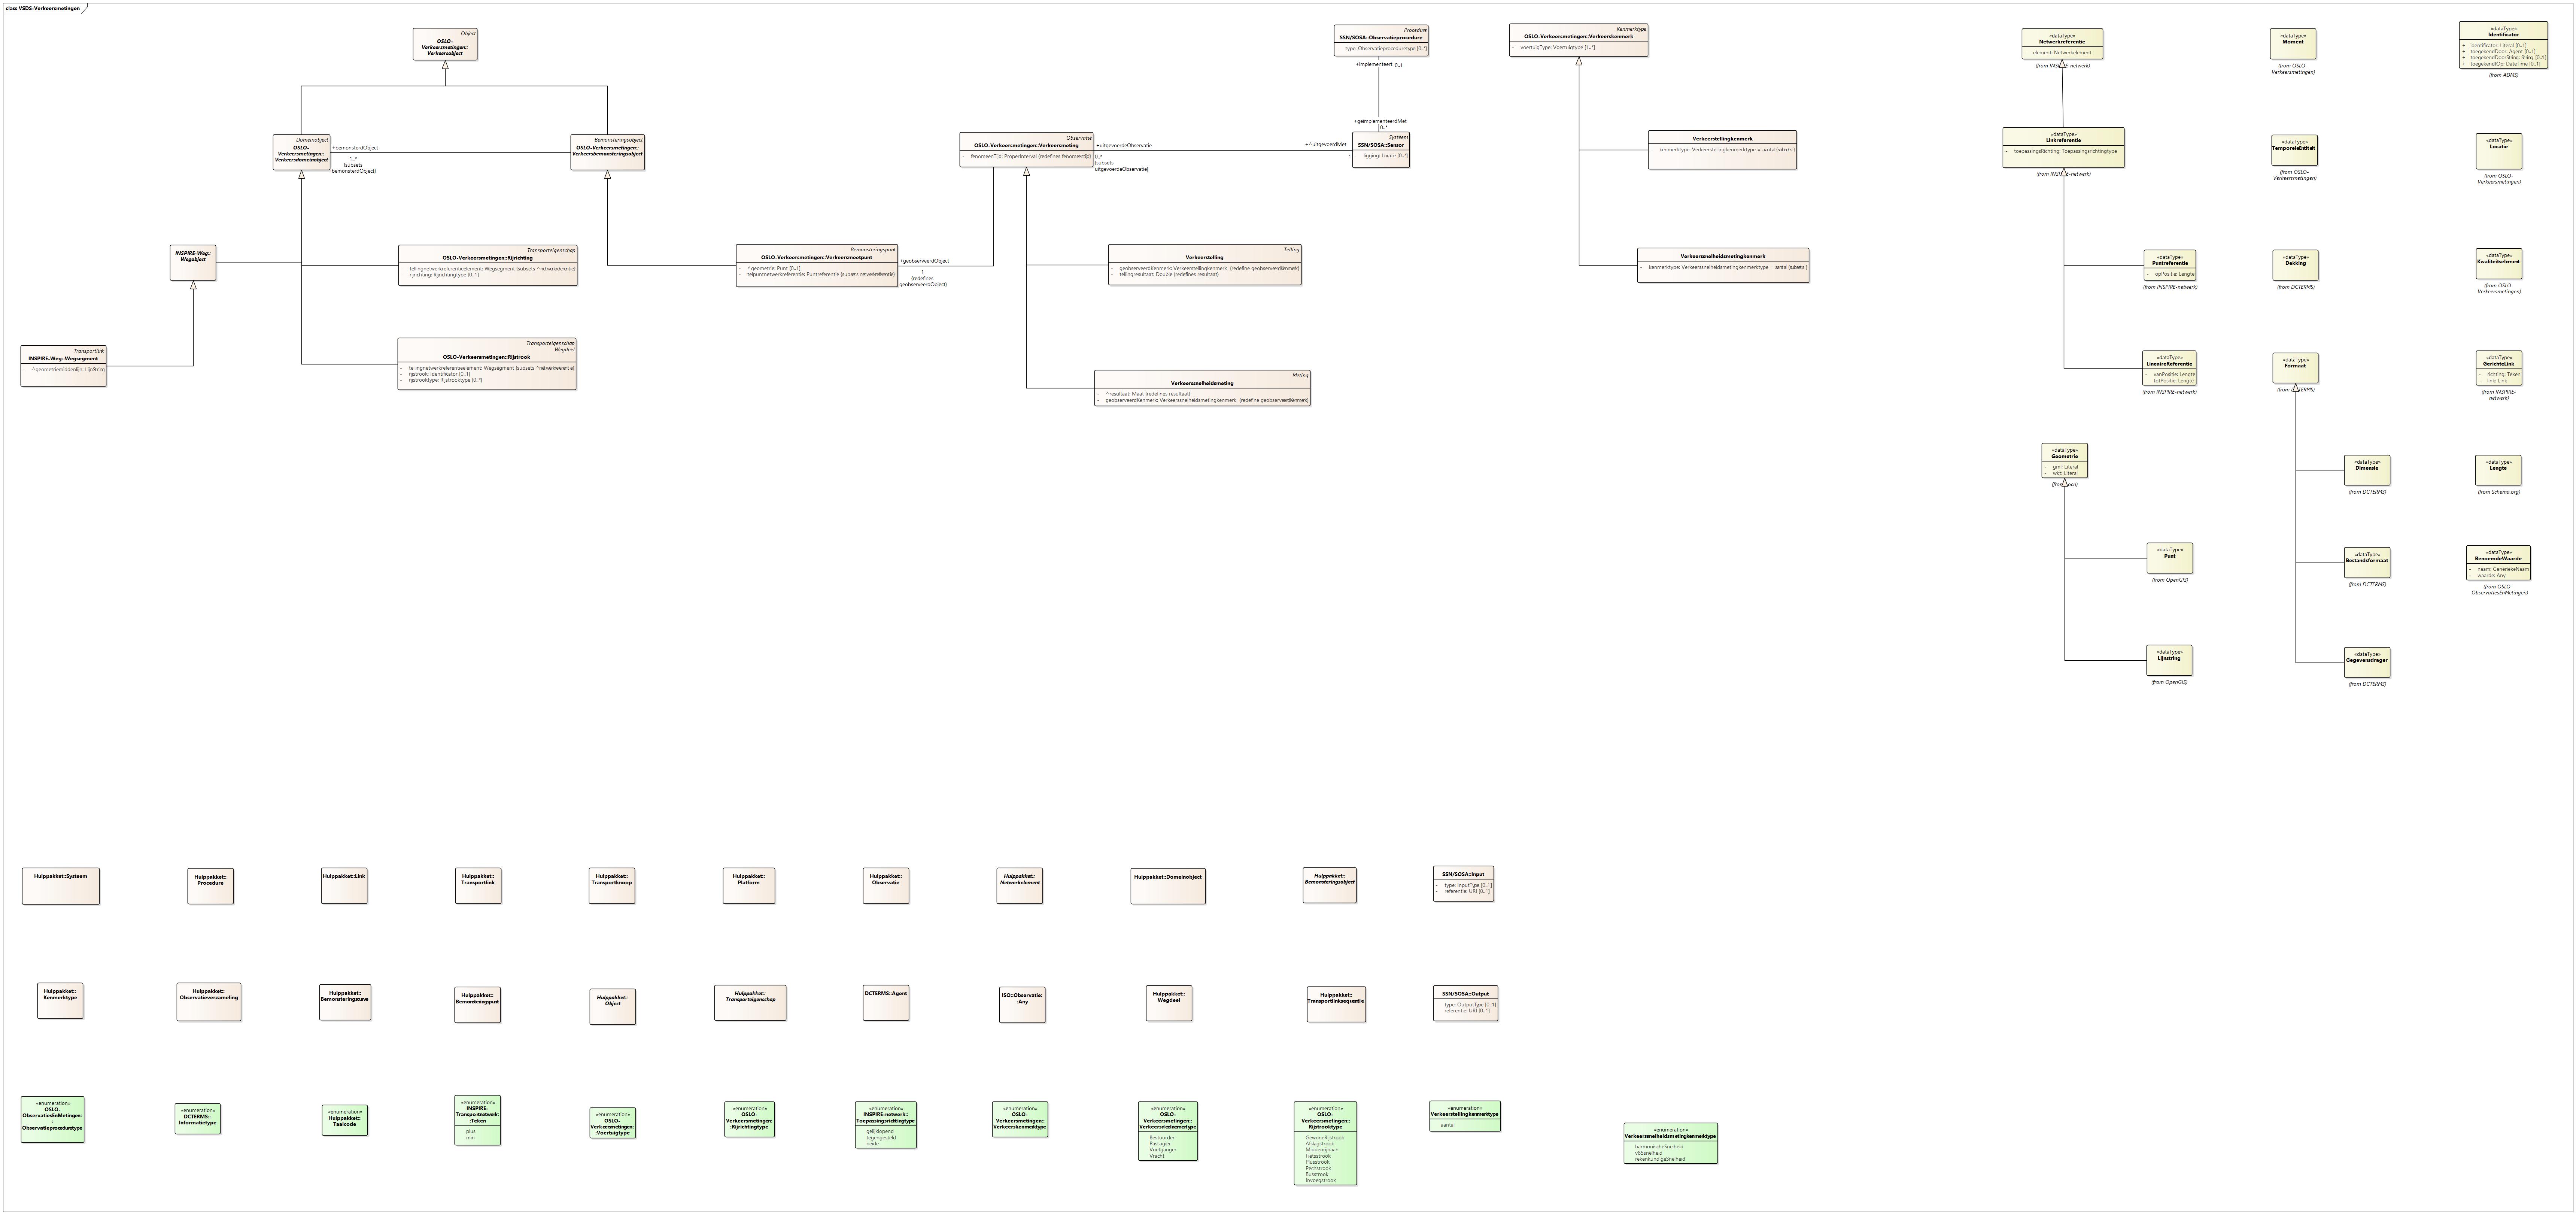 class VSDS-Verkeersmetingen
Object
OSLO-
Verkeersmetingen::
Verkeersobject
Procedure
SSN/SOSA::Observatieprocedure
- type: Observatieproceduretype [0..*]
+implementeert 0..1
+geïmplementeerdMet
0..*
Kenmerktype
OSLO-Verkeersmetingen::Verkeerskenmerk
- voertuigType: Voertuigtype [1..*]
«dataType»
Netwerkreferentie
- element: Netwerkelement
«dataType»
Moment
(from OSLO-
Verkeersmetingen)
«dataType»
Identificator
+ identificator: Literal [0..1]
+ toegekendDoor: Agent [0..1]
+ toegekendDoorString: String [0..1]
+ toegekendOp: DateTime [0..1]
(from ADMS)
Domeinobject
OSLO-
Verkeersmetingen::
Verkeersdomeinobject
+bemonsterdObject
1..*
(subsets
bemonsterdObject)
Bemonsteringsobject
OSLO-Verkeersmetingen::
Verkeersbemonsteringsobject
Observatie
OSLO-Verkeersmetingen::Verkeersmeting
- fenomeenTijd: ProperInterval (redefines fenomeentijd)
+uitgevoerdeObservatie
0..*
(subsets
uitgevoerdeObservatie)
+^uitgevoerdMet
1
Systeem
SSN/SOSA::Sensor
- ligging: Locatie [0..*]
Verkeerstellingkenmerk
- kenmerktype: Verkeerstellingkenmerktype = aantal (subsets )
«dataType»
Linkreferentie
- toepassingsRichting: Toepassingsrichtingtype
«dataType»
TemporeleEntiteit
(from OSLO-
Verkeersmetingen)
«dataType»
Locatie
(from OSLO-
Verkeersmetingen)
INSPIRE-Weg::
Wegobject
Transporteigenschap
OSLO-Verkeersmetingen::Rijrichting
- tellingnetwerkreferentieelement: Wegsegment (subsets ^netwerkreferentie)
- rijrichting: Rijrichtingtype [0..1]
Bemonsteringspunt
OSLO-Verkeersmetingen::Verkeersmeetpunt
- ^geometrie: Punt [0..1]
- telpuntnetwerkreferentie: Puntreferentie (subsets netwerkreferentie)
+geobserveerdObject
1
(redefines
geobserveerdObject)
Telling
Verkeerstelling
- geobserveerdKenmerk: Verkeerstellingkenmerk (redefine geobserveerdKenmerk)
- tellingresultaat: Double (redefines resultaat)
Verkeerssnelheidsmetingkenmerk
- kenmerktype: Verkeerssnelheidsmetingkenmerktype = aantal (subsets )
«dataType»
Puntreferentie
- opPositie: Lengte
(from INSPIRE-netwerk)
«dataType»
Dekking
(from DCTERMS)
«dataType»
Kwaliteitselement
(from OSLO-
Verkeersmetingen)
Transportlink
INSPIRE-Weg::Wegsegment
- ^geometriemiddenlijn: LijnString
Transporteigenschap
Wegdeel
OSLO-Verkeersmetingen::Rijstrook
- tellingnetwerkreferentieelement: Wegsegment (subsets ^netwerkreferentie)
- rijstrook: Identificator [0..1]
- rijstrooktype: Rijstrooktype [0..*]
Meting
Verkeerssnelheidsmeting
- ^resultaat: Maat (redefines resultaat)
- geobserveerdKenmerk: Verkeerssnelheidsmetingkenmerk (redefine geobserveerdKenmerk)
«dataType»
LineaireReferentie
- vanPositie: Lengte
- totPositie: Lengte
(from INSPIRE-netwerk)
«dataType»
Formaat
«dataType»
GerichteLink
- richting: Teken
- link: Link
(from INSPIRE-
netwerk)
«dataType»
Geometrie
- gml: Literal
- wkt: Literal
«dataType»
Dimensie
(from DCTERMS)
«dataType»
Lengte
(from Schema.org)
«dataType»
Punt
(from OpenGIS)
«dataType»
Bestandsformaat
(from DCTERMS)
«dataType»
BenoemdeWaarde
- naam: GeneriekeNaam
- waarde: Any
(from OSLO-
ObservatiesEnMetingen)
«dataType»
Lijnstring
(from OpenGIS)
«dataType»
Gegevensdrager
(from DCTERMS)
Hulppakket::Systeem
Hulppakket::
Procedure
Hulppakket::Link
Hulppakket::
Transportlink
Hulppakket::
Transportknoop
Hulppakket::
Platform
Hulppakket::
Observatie
Hulppakket::
Netwerkelement
Hulppakket::Domeinobject
Hulppakket::
Bemonsteringsobject
SSN/SOSA::Input
- type: InputType [0..1]
- referentie: URI [0..1]
Hulppakket::
Kenmerktype
Hulppakket::
Observatieverzameling
Hulppakket::
Bemonsteringscurve
Hulppakket::
Bemonsteringspunt
Hulppakket::
Object
Hulppakket::
Transporteigenschap
DCTERMS::Agent
ISO::Observatie:
:Any
Hulppakket::
Wegdeel
Hulppakket::
Transportlinksequentie
SSN/SOSA::Output
- type: OutputType [0..1]
- referentie: URI [0..1]
«enumeration»
OSLO-
ObservatiesEnMetingen:
:
Observatieproceduretype
«enumeration»
DCTERMS::
Informatietype
«enumeration»
Hulppakket::
Taalcode
«enumeration»
INSPIRE-
Transportnetwerk:
:Teken
plus
min
«enumeration»
OSLO-
Verkeersmetingen:
:Voertuigtype
«enumeration»
OSLO-
Verkeersmetingen:
:Rijrichtingtype
«enumeration»
INSPIRE-netwerk::
Toepassingsrichtingtype
gelijklopend
tegengesteld
beide
«enumeration»
OSLO-
Verkeersmetingen::
Verkeerskenmerktype
«enumeration»
OSLO-
Verkeersmetingen::
Verkeersdeelnemertype
Bestuurder
Passagier
Voetganger
Vracht
«enumeration»
OSLO-
Verkeersmetingen::
Rijstrooktype
GewoneRijstrook
Afslagstrook
Middenrijbaan
Fietsstrook
Plusstrook
Pechstrook
Busstrook
Invoegstrook
«enumeration»
Verkeerstellingkenmerktype
aantal
«enumeration»
Verkeerssnelheidsmetingkenmerktype
harmonischeSnelheid
v85snelheid
rekenkundigeSnelheid